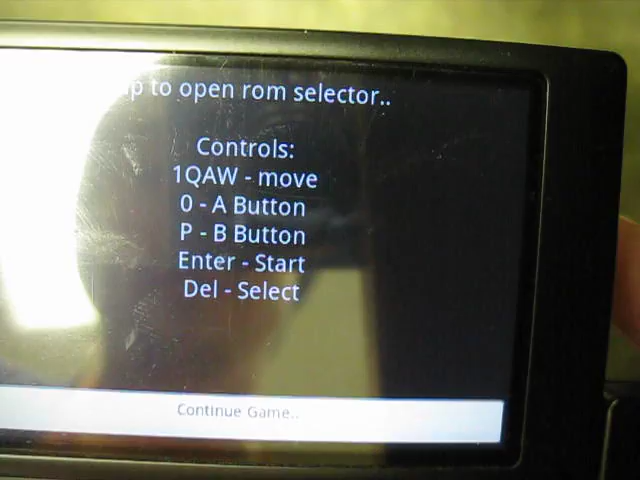 to open rom selector..
Controls:
1QAW - move
0 - A Button
P - B Button
Enter - Start
Del - Select
Continue Game..